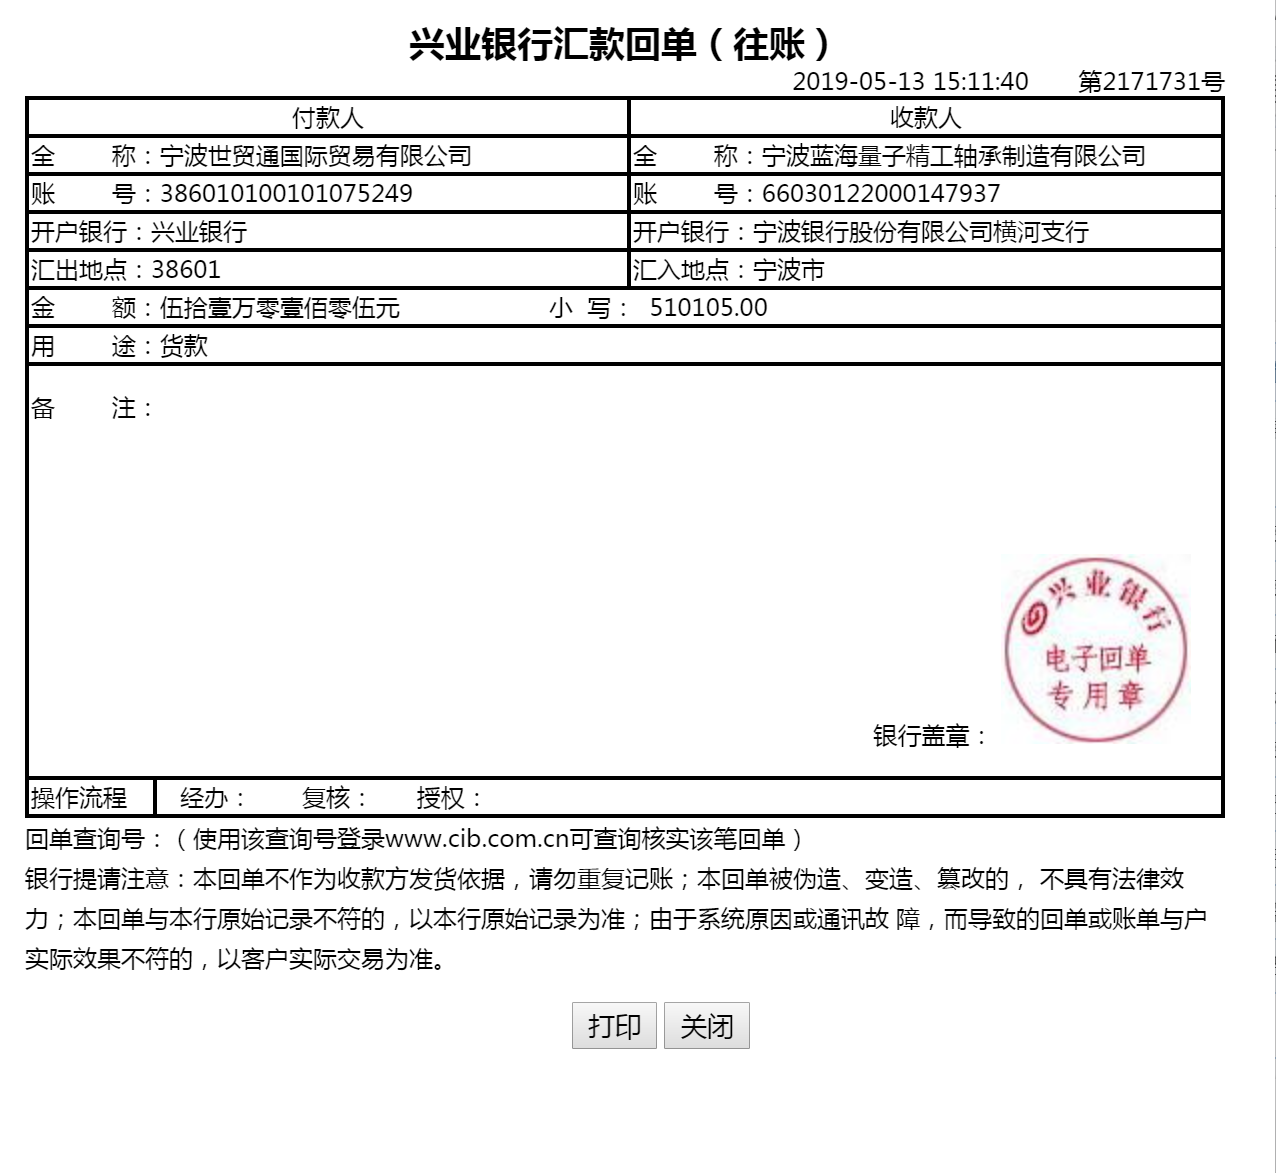 兴业银行汇款回单（往账）
2019-05-13 15:11:40 第2171731号
付款人 收款人
全 称：宁波世贸通国际贸易有限公司 全 称：宁波蓝海量子精工轴承制造有限公司
账 号：386010100101075249 账 号：66030122000147937
开户银行：兴业银行 开户银行：宁波银行股份有限公司横河支行
汇出地点：38601 汇入地点：宁波市
金 额：伍拾壹万零壹佰零伍元 小 写： 510105.00
用 途：货款
备 注：
兴业银行
电子回单
专用章
银行盖章：
操作流程 经办： 复核： 授权：
回单查询号：（使用该查询号登录www.cib.com.cn可查询核实该笔回单）
银行提请注意：本回单不作为收款方发货依据，请勿重复记账；本回单被伪造、变造、篡改的， 不具有法律效
力；本回单与本行原始记录不符的，以本行原始记录为准；由于系统原因或通讯故 障，而导致的回单或账单与户
实际效果不符的，以客户实际交易为准。
打印 关闭